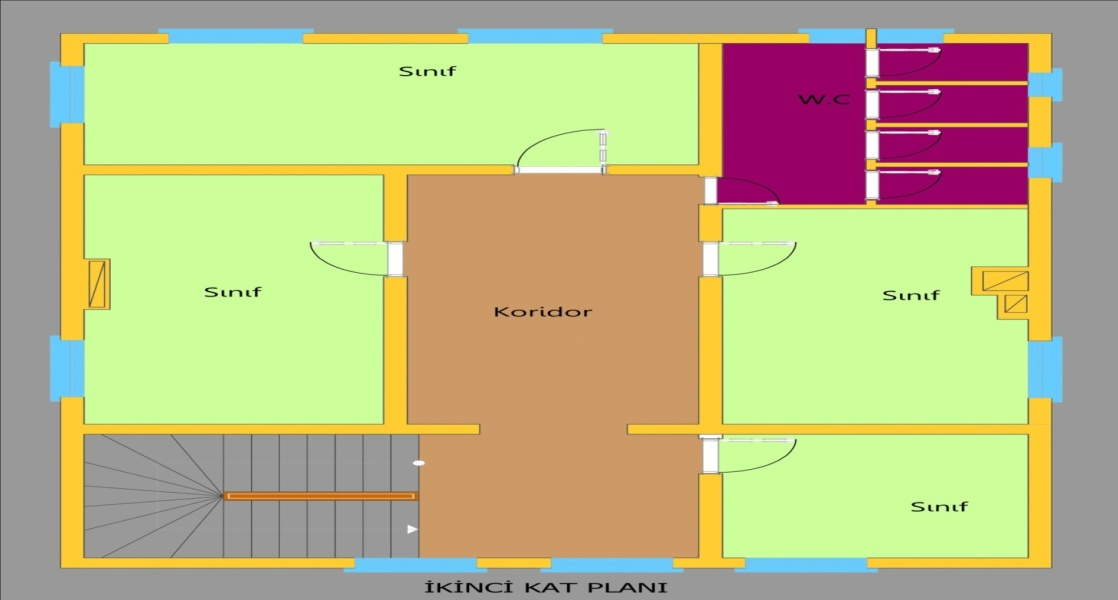 Sınıf
W.C
Sınıf
Koridor
Sınıf
Sınıf
İKİNCİ KAT PLANI